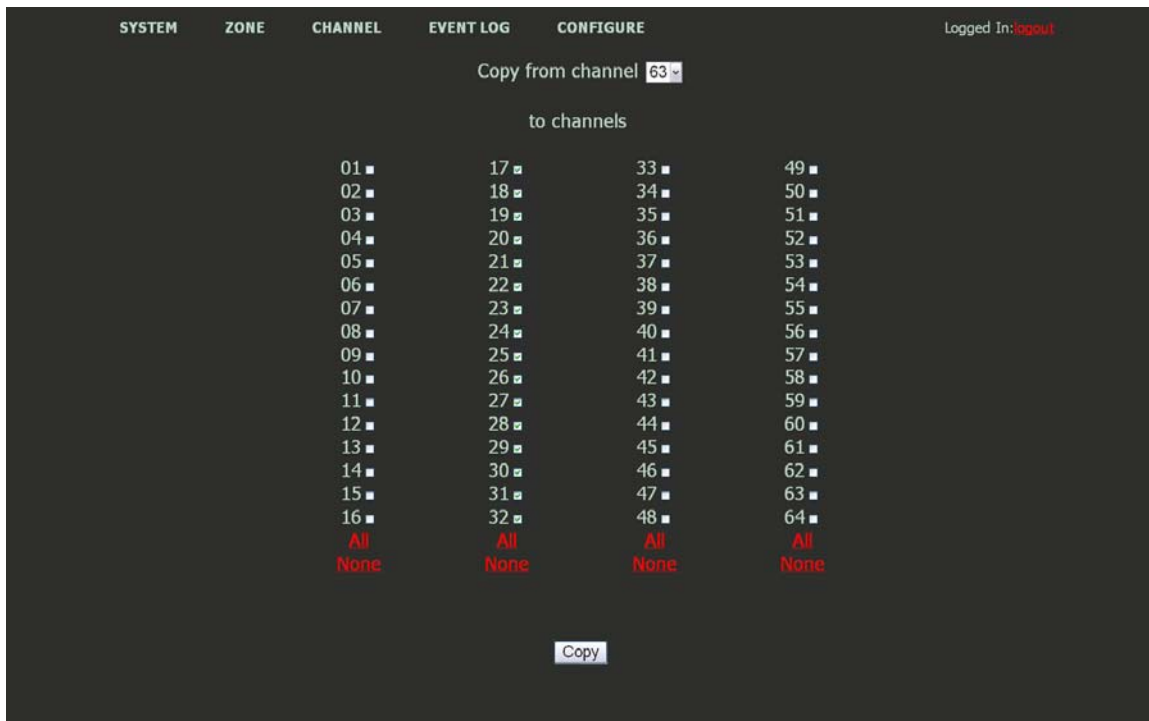 SYSTEM ZONE CHANNEL EVENT LOG CONFIGURE Logged In:logout
Copy from channel 63
to channels
01 17 33 49
02 18 34 50
03 19 35 51
04 20 36 52
05 21 37 53
06 22 38 54
07 23 39 55
08 24 40 56
09 25 41 57
10 26 42 58
11 27 43 59
12 28 44 60
13 29 45 61
14 30 46 62
15 31 47 63
16 32 48 64
All All All All
None None None None
Copy